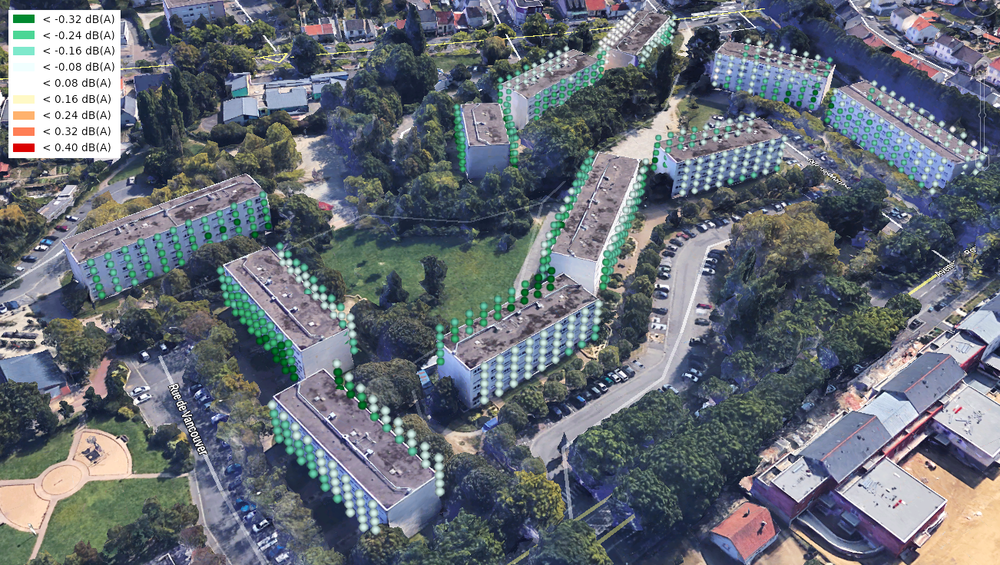 < -0.32 dB(A)
< -0.24 dB(A)
< -0.16 dB(A)
< -0.08 dB(A)
< 0.08 dB(A)
< 0.16 dB(A)
< 0.24 dB(A)
< 0.32 dB(A)
< 0.40 dB(A)
Rue de Vancouver